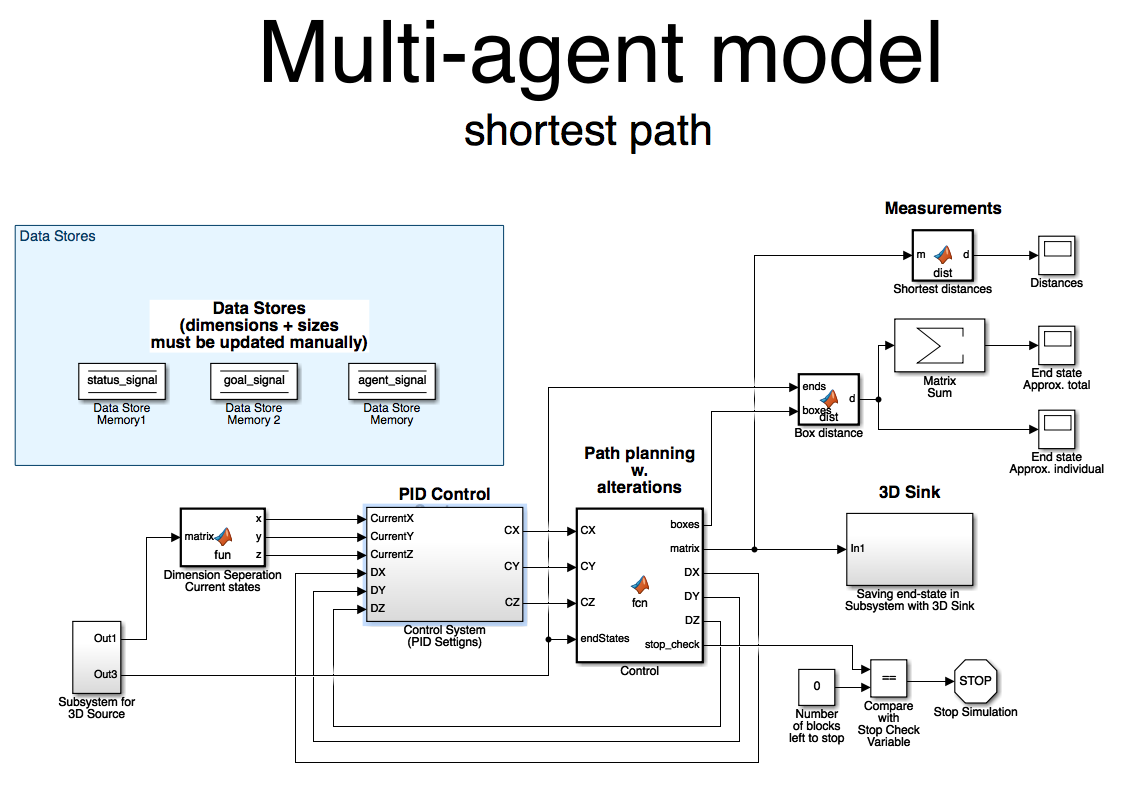 Multi-agent model
shortest path
Measurements
Data Stores
m
d
dist
Shortest distances
Distances
Data Stores
(dimensions + sizes
must be updated manually)
status_signal
Data Store
Memory1
goal_signal
Data Store
Memory 2
agent_signal
Data Store
Memory
Matrix
Sum
End state
Approx. total
ends
boxes
d
dist
Box distance
End state
Approx. individual
Path planning
w.
alterations
PID Control
3D Sink
matrix
x
y
z
fun
Dimension Seperation
Current states
CurrentX
CurrentY
CurrentZ
DX
DY
DZ
CX
CY
CZ
Control System
(PID Settigns)
CX
CY
CZ
endStates
fcn
boxes
matrix
DX
DY
DZ
stop_check
Control
In1
Saving end-state in
Subsystem with 3D Sink
Out1
Out3
Subsystem for
3D Source
0
Number
of blocks
left to stop
==
Compare
with
Stop Check
Variable
STOP
Stop Simulation